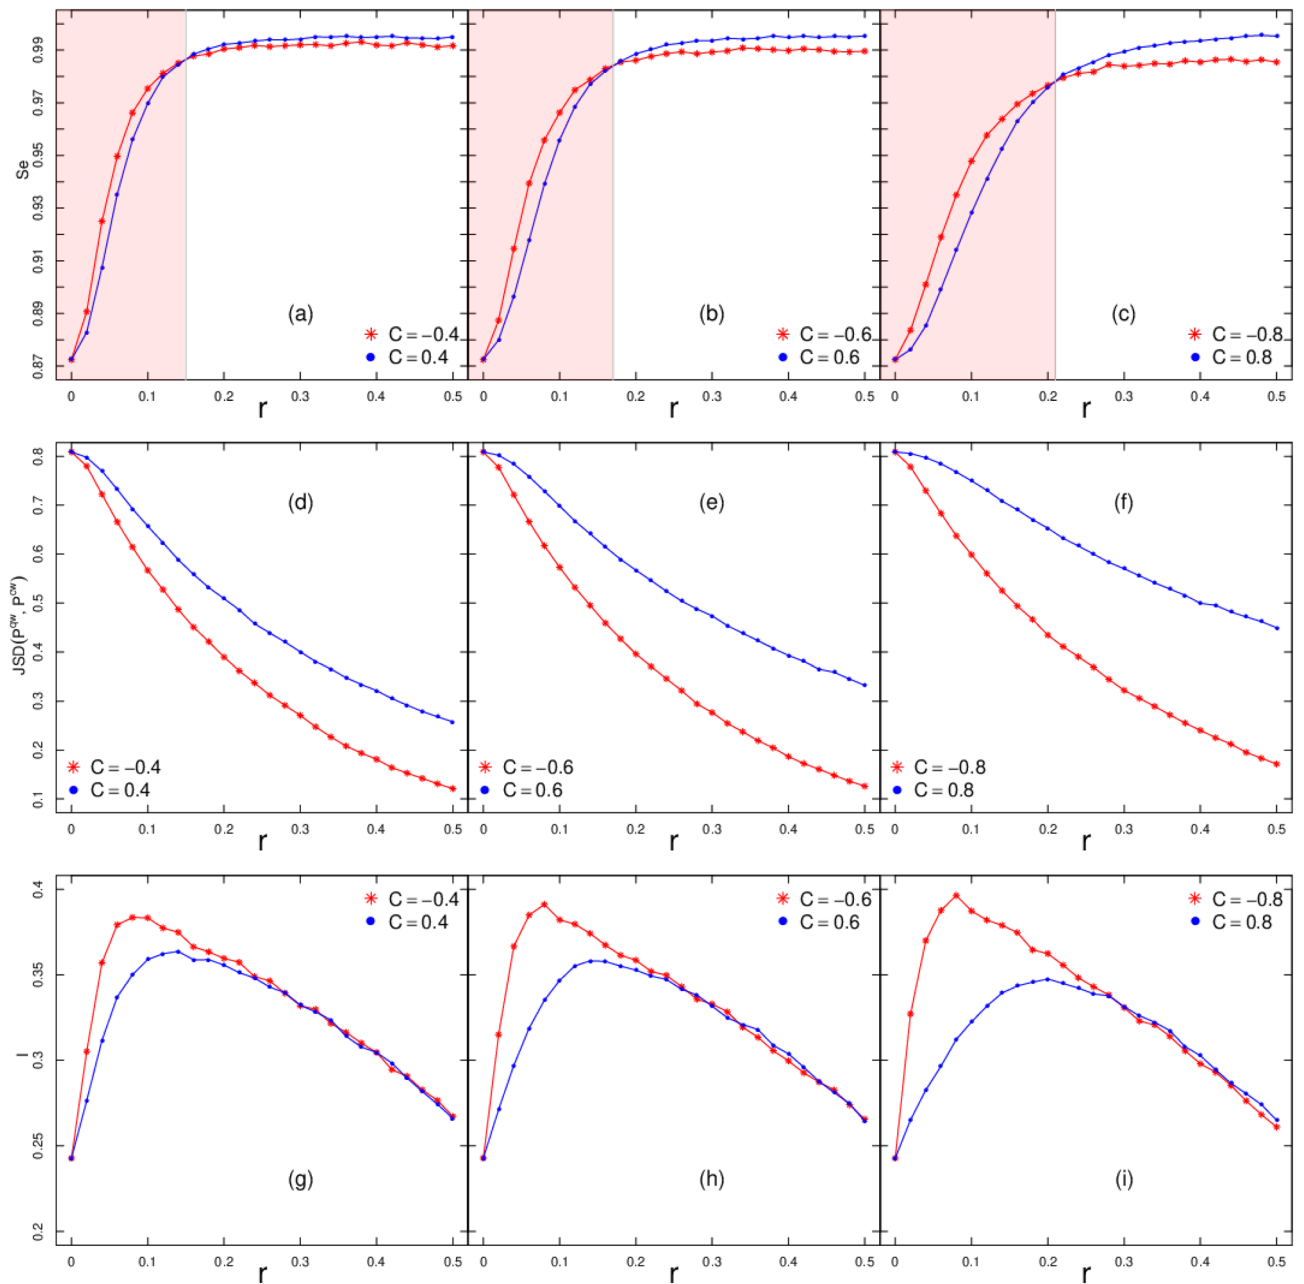 0.99
0.97
0.95
0.93
0.91
0.89
0.87
Se
(a)
C = −0.4
C = 0.4
0 0.1 0.2 0.3 0.4 0.5
r
(b)
C = −0.6
C = 0.6
0 0.1 0.2 0.3 0.4 0.5
r
(c)
C = −0.8
C = 0.8
0 0.1 0.2 0.3 0.4 0.5
r
0.8
0.7
0.6
0.5
0.4
0.3
0.2
0.1
JSD(P^qw, P^cw)
(d)
C = −0.4
C = 0.4
0 0.1 0.2 0.3 0.4 0.5
r
(e)
C = −0.6
C = 0.6
0 0.1 0.2 0.3 0.4 0.5
r
(f)
C = −0.8
C = 0.8
0 0.1 0.2 0.3 0.4 0.5
r
0.4
0.35
0.3
0.25
0.2
I
C = −0.4
C = 0.4
(g)
0 0.1 0.2 0.3 0.4 0.5
r
C = −0.6
C = 0.6
(h)
0 0.1 0.2 0.3 0.4 0.5
r
C = −0.8
C = 0.8
(i)
0 0.1 0.2 0.3 0.4 0.5
r